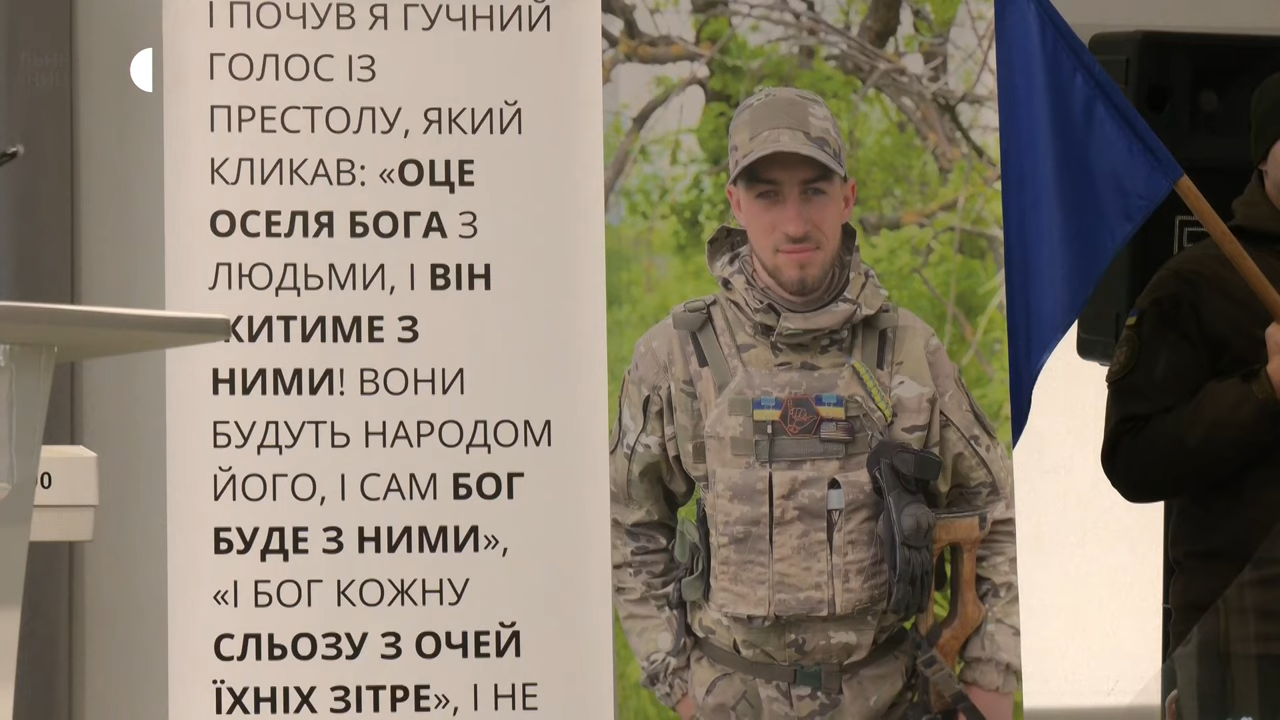 І ПОЧУВ Я ГУЧНИЙ
ГОЛОС ІЗ
ПРЕСТОЛУ, ЯКИЙ
КЛИКАВ: «ОЦЕ
ОСЕЛЯ БОГА З
ЛЮДЬМИ, І ВІН
ЖИТИМЕ З
НИМИ! ВОНИ
БУДУТЬ НАРОДОМ
ЙОГО, І САМ БОГ
БУДЕ З НИМИ»,
«І БОГ КОЖНУ
СЛЬОЗУ З ОЧЕЙ
ЇХНІХ ЗІТРЕ», І НЕ